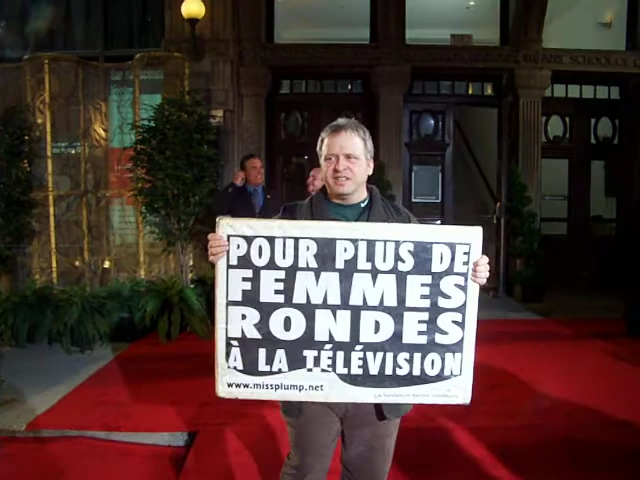 POUR PLUS DE
FEMMES
RONDES
À LA TÉLÉVISION
www.missplump.net